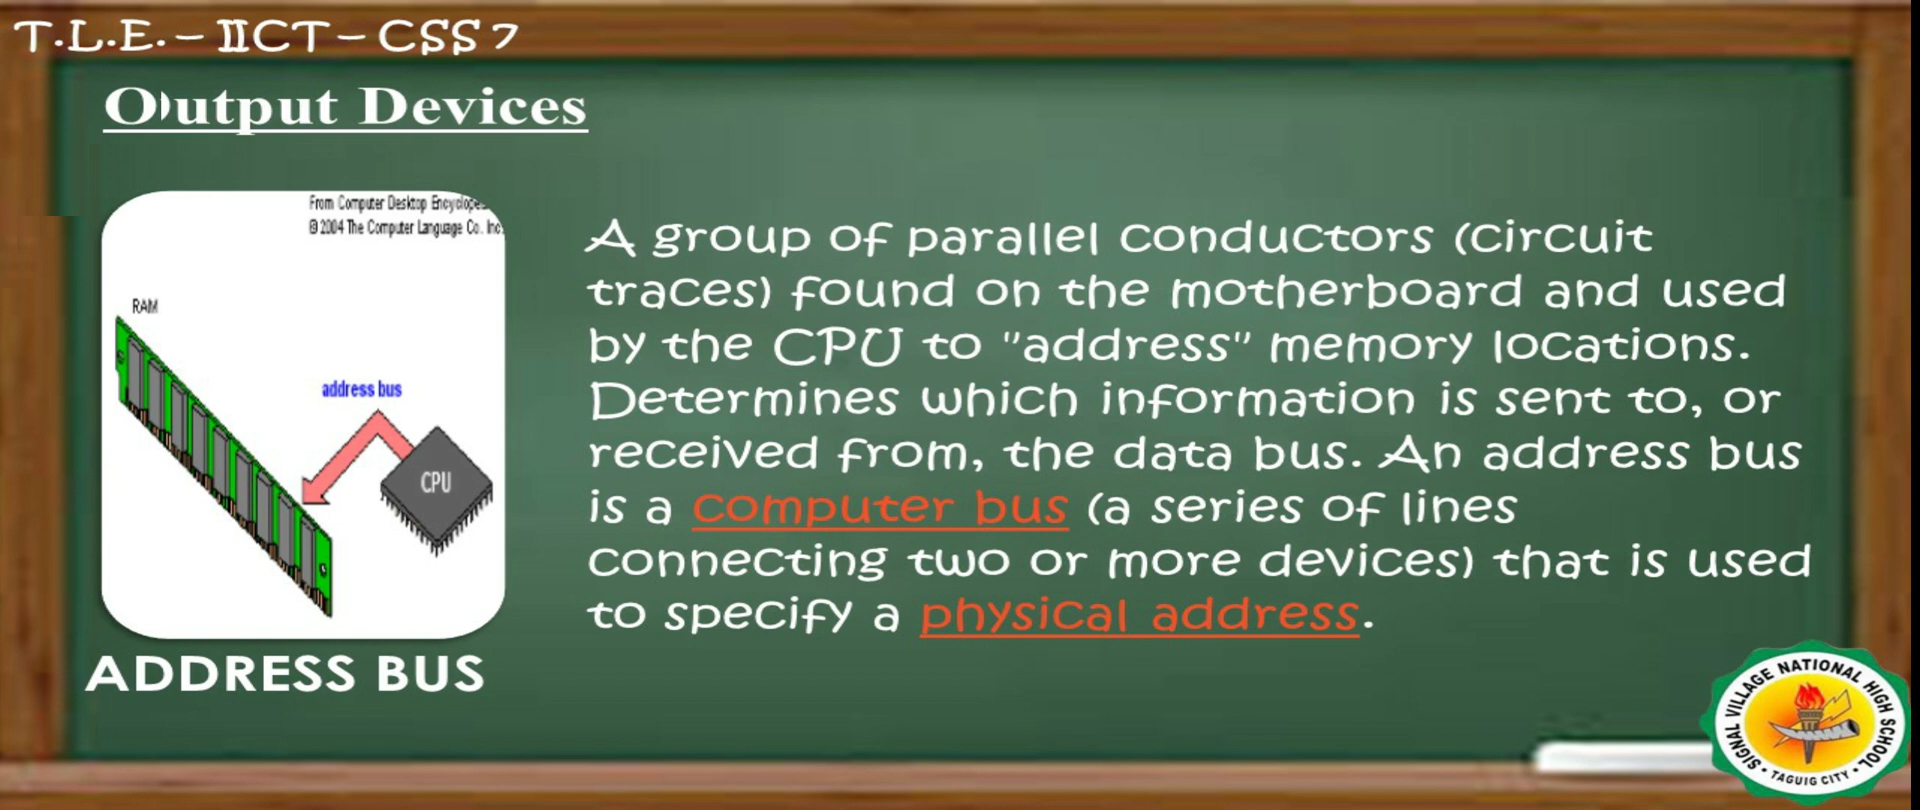 T.L.E. – IICT – CSS 7
Output Devices
From Computer Desktop Encyclope
© 2004 The Computer Language Co. Inc.
RAM
address bus
CPU
ADDRESS BUS
A group of parallel conductors (circuit
traces) found on the motherboard and used
by the CPU to "address" memory locations.
Determines which information is sent to, or
received from, the data bus. An address bus
is a computer bus (a series of lines
connecting two or more devices) that is used
to specify a physical address.
SIGNAL VILLAGE NATIONAL HIGH SCHOOL
• TAGUIG CITY •